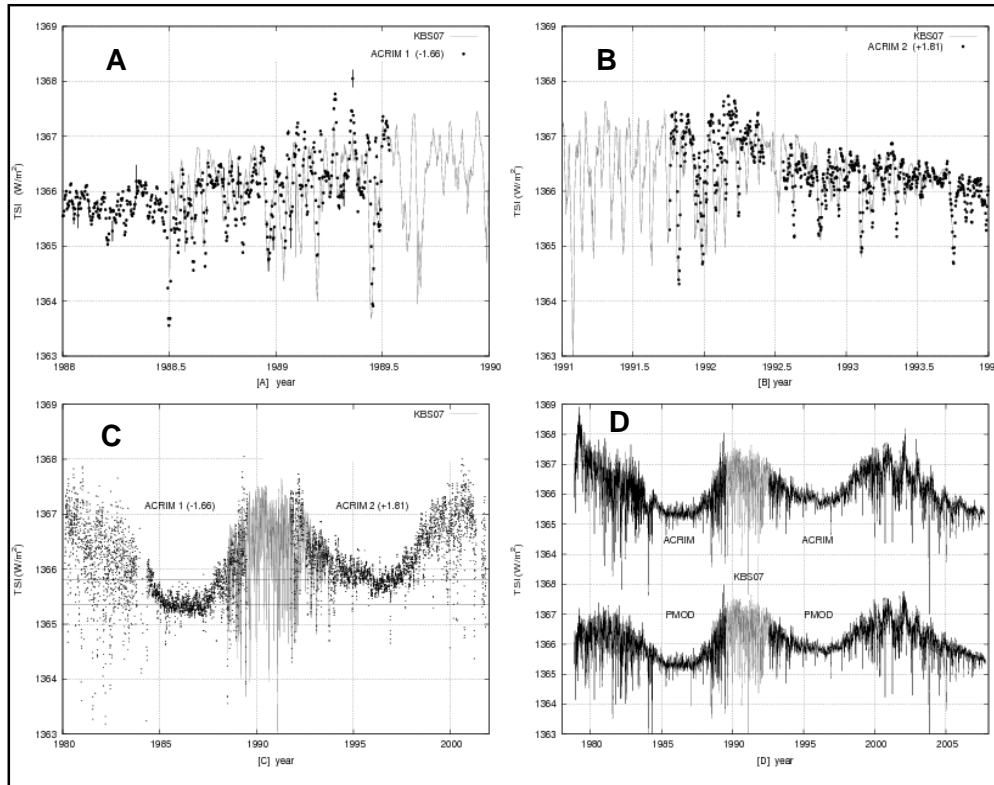 1369
1368
1367
1366
1365
1364
1363
TSI (W/m²)
A
KBS07
ACRIM 1 (-1.66)
1988
1988.5
1989
1989.5
1990
[A] year
1369
1368
1367
1366
1365
1364
1363
TSI (W/m²)
B
KBS07
ACRIM 2 (+1.81)
1991
1991.5
1992
1992.5
1993
1993.5
199
[B] year
1369
1368
1367
1366
1365
1364
1363
TSI (W/m²)
C
KBS07
ACRIM 1 (-1.66)
ACRIM 2 (+1.81)
1980
1985
1990
1995
2000
[C] year
1369
1368
1367
1366
1365
1364
1368
1367
1366
1365
1364
1363
TSI (W/m²)
D
ACRIM
ACRIM
KBS07
PMOD
PMOD
1980
1985
1990
1995
2000
2005
[D] year